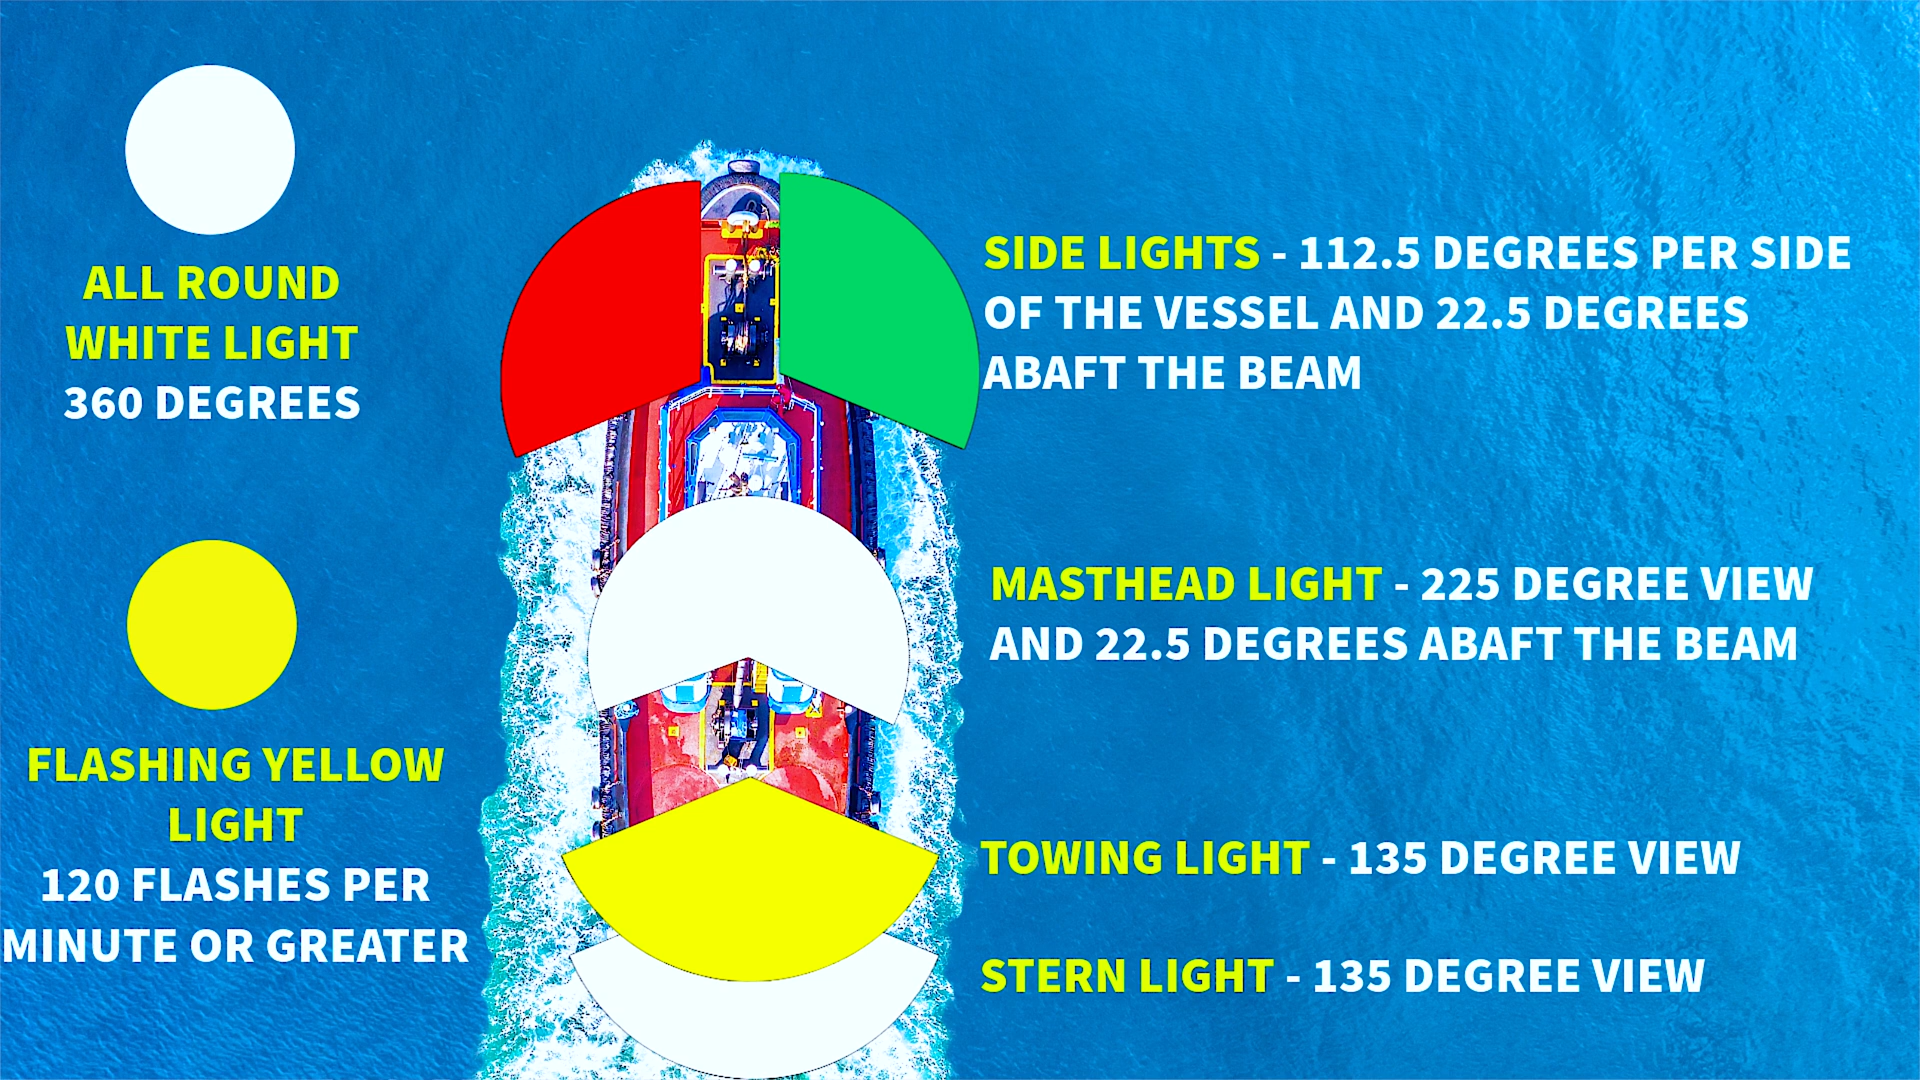 ALL ROUND
WHITE LIGHT
360 DEGREES
FLASHING YELLOW
LIGHT
120 FLASHES PER
MINUTE OR GREATER
SIDE LIGHTS - 112.5 DEGREES PER SIDE
OF THE VESSEL AND 22.5 DEGREES
ABAFT THE BEAM
MASTHEAD LIGHT - 225 DEGREE VIEW
AND 22.5 DEGREES ABAFT THE BEAM
TOWING LIGHT - 135 DEGREE VIEW
STERN LIGHT - 135 DEGREE VIEW